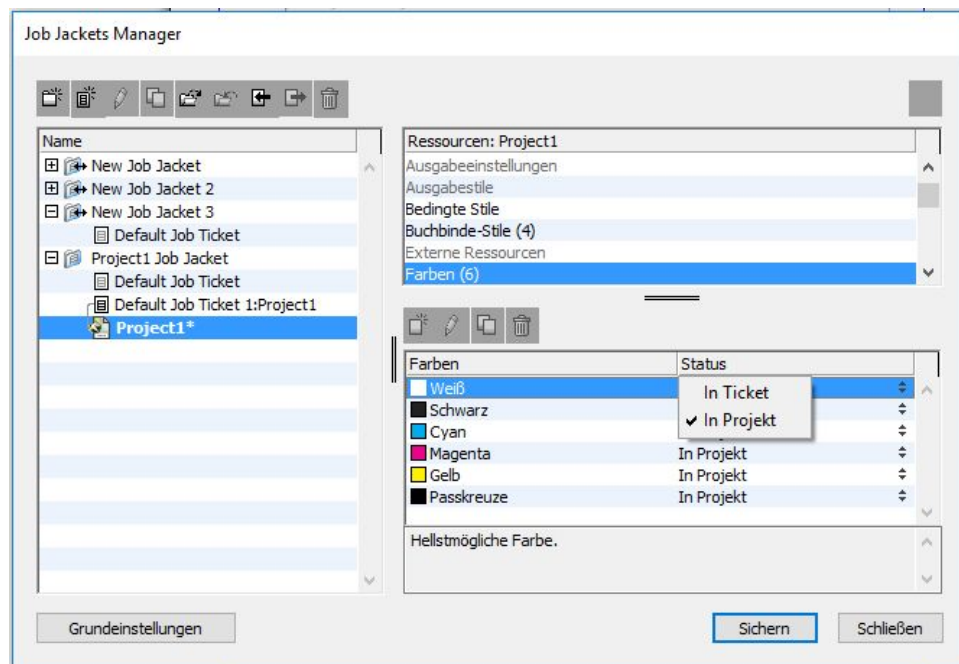 Job Jackets Manager
Name
New Job Jacket
New Job Jacket 2
New Job Jacket 3
Default Job Ticket
Project1 Job Jacket
Default Job Ticket
Default Job Ticket 1:Project1
Project1*
Ressourcen: Project1
Ausgabeeinstellungen
Ausgabestile
Bedingte Stile
Buchbinde-Stile (4)
Externe Ressourcen
Farben (6)
Farben Status
Weiß
In Ticket
Schwarz
In Projekt
Cyan
Magenta In Projekt
Gelb In Projekt
Passkreuze In Projekt
Hellstmögliche Farbe.
Grundeinstellungen
Sichern
Schließen